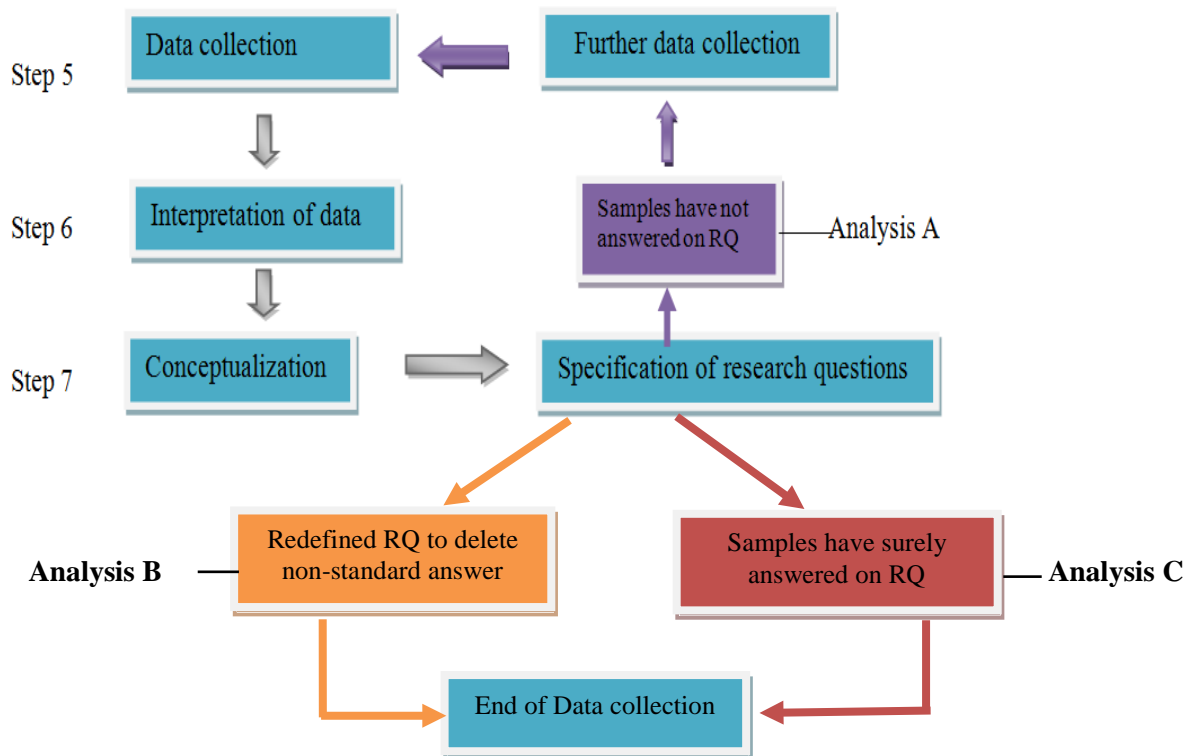 Data collection
Further data collection
Step 5
Step 6
Interpretation of data
Samples have not
answered on RQ
Analysis A
Step 7
Conceptualization
Specification of research questions
Analysis B
Redefined RQ to delete
non-standard answer
Samples have surely
answered on RQ
Analysis C
End of Data collection